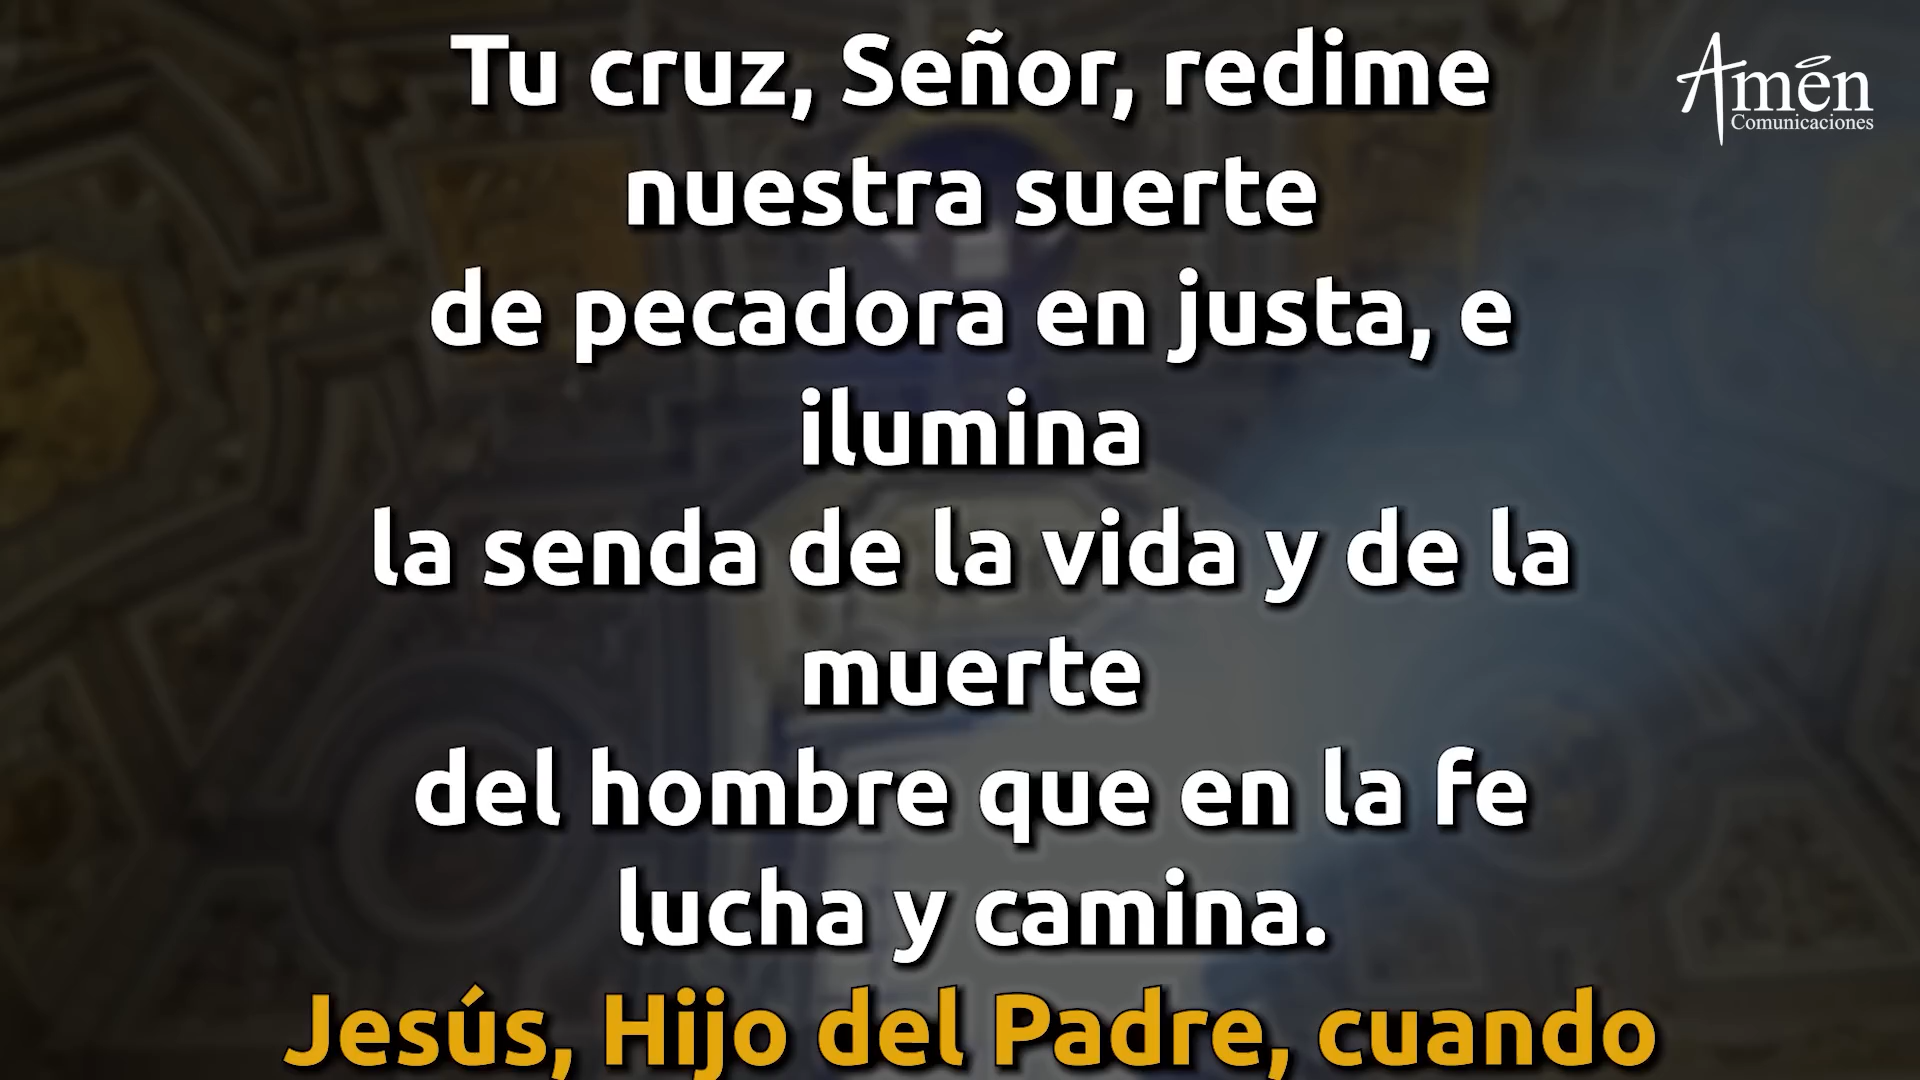 Tu cruz, Señor, redime
nuestra suerte
de pecadora en justa, e
ilumina
la senda de la vida y de la
muerte
del hombre que en la fe
lucha y camina.
Jesús, Hijo del Padre, cuando
Amén
Comunicaciones